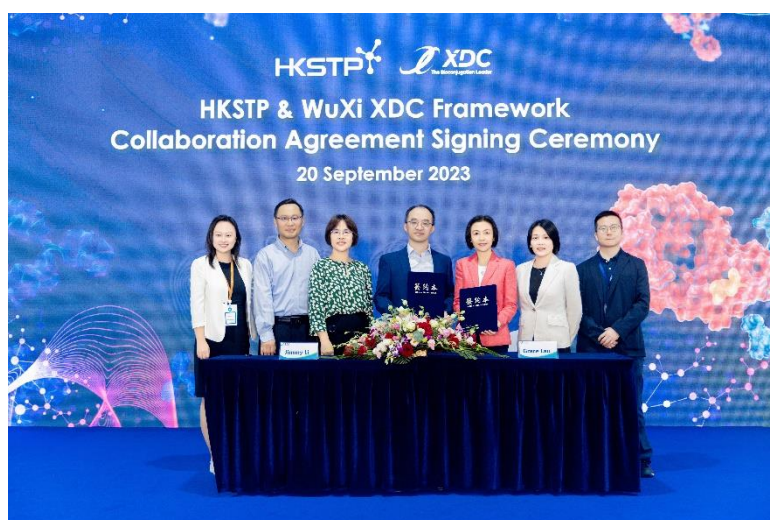 HKSTP XDC
The Bioconjugation Leader
HKSTP & WuXi XDC Framework
Collaboration Agreement Signing Ceremony
20 September 2023
簽約本 簽約本
Jimmy Li Grace Lau